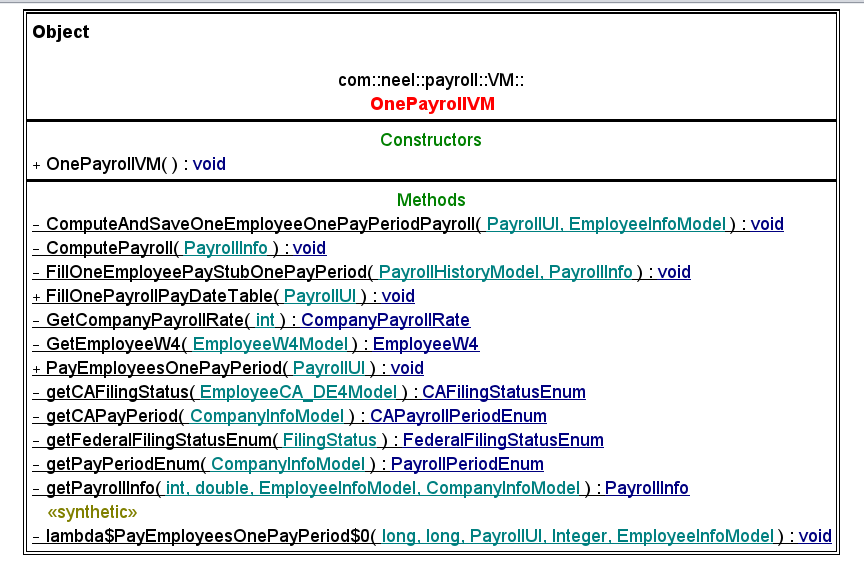 Object
com::neel::payroll::VM::
OnePayrollVM
Constructors
+ OnePayrollVM( ) : void
Methods
- ComputeAndSaveOneEmployeeOnePayPeriodPayroll( PayrollUI, EmployeeInfoModel ) : void
- ComputePayroll( PayrollInfo ) : void
- FillOneEmployeePayStubOnePayPeriod( PayrollHistoryModel, PayrollInfo ) : void
+ FillOnePayrollPayDateTable( PayrollUI ) : void
- GetCompanyPayrollRate( int ) : CompanyPayrollRate
- GetEmployeeW4( EmployeeW4Model ) : EmployeeW4
+ PayEmployeesOnePayPeriod( PayrollUI ) : void
- getCAFilingStatus( EmployeeCA_DE4Model ) : CAFilingStatusEnum
- getCAPayPeriod( CompanyInfoModel ) : CAPayrollPeriodEnum
- getFederalFilingStatusEnum( FilingStatus ) : FederalFilingStatusEnum
- getPayPeriodEnum( CompanyInfoModel ) : PayrollPeriodEnum
- getPayrollInfo( int, double, EmployeeInfoModel, CompanyInfoModel ) : PayrollInfo
«synthetic»
- lambda$PayEmployeesOnePayPeriod$0( long, long, PayrollUI, Integer, EmployeeInfoModel ) : void